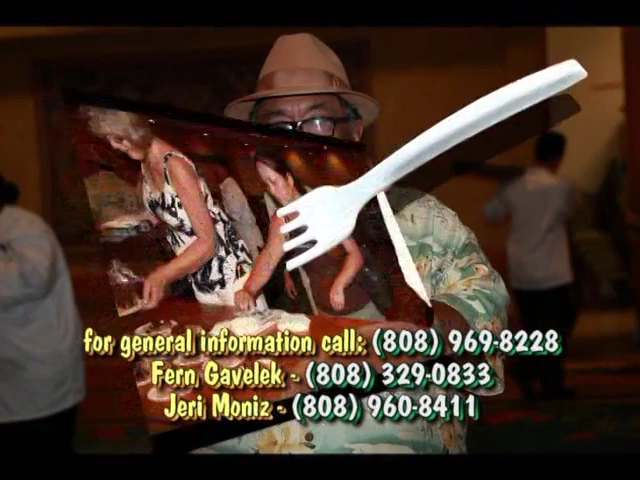 for general information call: (808) 969-8228
Fern Gavelek - (808) 329-0833
Jeri Moniz - (808) 960-8411